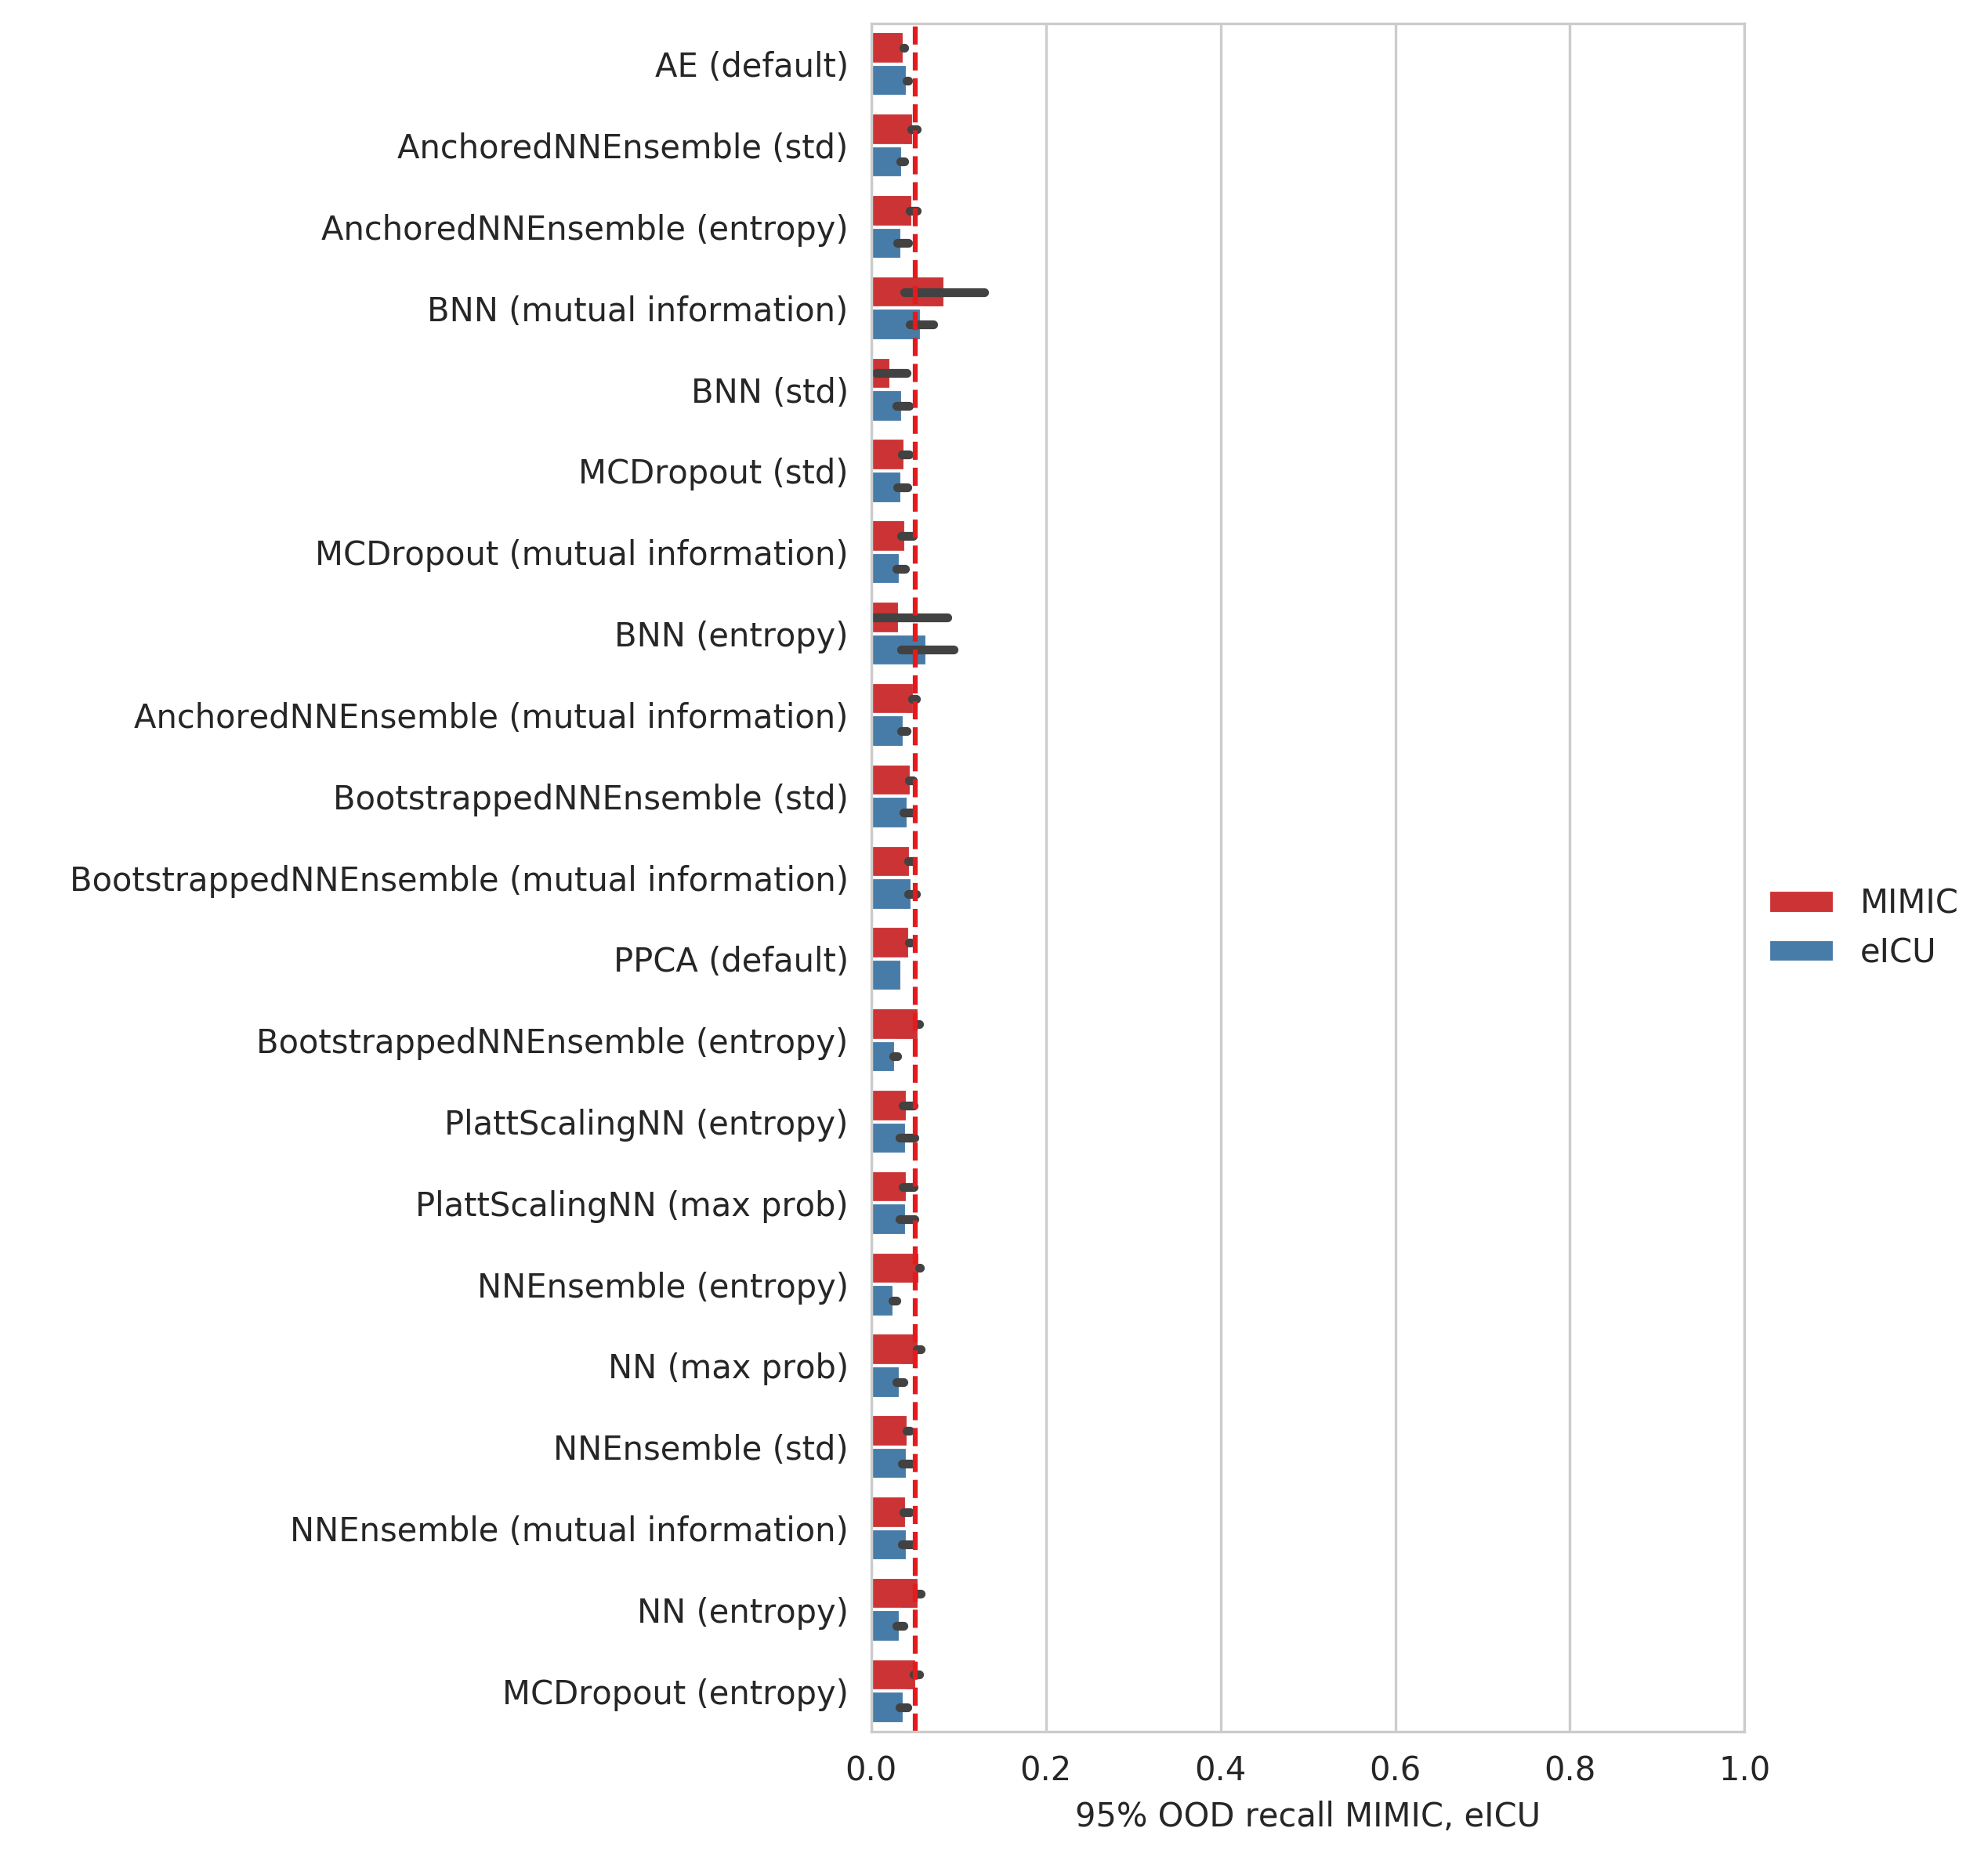 AE (default)
AnchoredNNEnsemble (std)
AnchoredNNEnsemble (entropy)
BNN (mutual information)
BNN (std)
MCDropout (std)
MCDropout (mutual information)
BNN (entropy)
AnchoredNNEnsemble (mutual information)
BootstrappedNNEnsemble (std)
BootstrappedNNEnsemble (mutual information)
PPCA (default)
BootstrappedNNEnsemble (entropy)
PlattScalingNN (entropy)
PlattScalingNN (max prob)
NNEnsemble (entropy)
NN (max prob)
NNEnsemble (std)
NNEnsemble (mutual information)
NN (entropy)
MCDropout (entropy)
0.0 0.2 0.4 0.6 0.8 1.0
95% OOD recall MIMIC, eICU
MIMIC
eICU